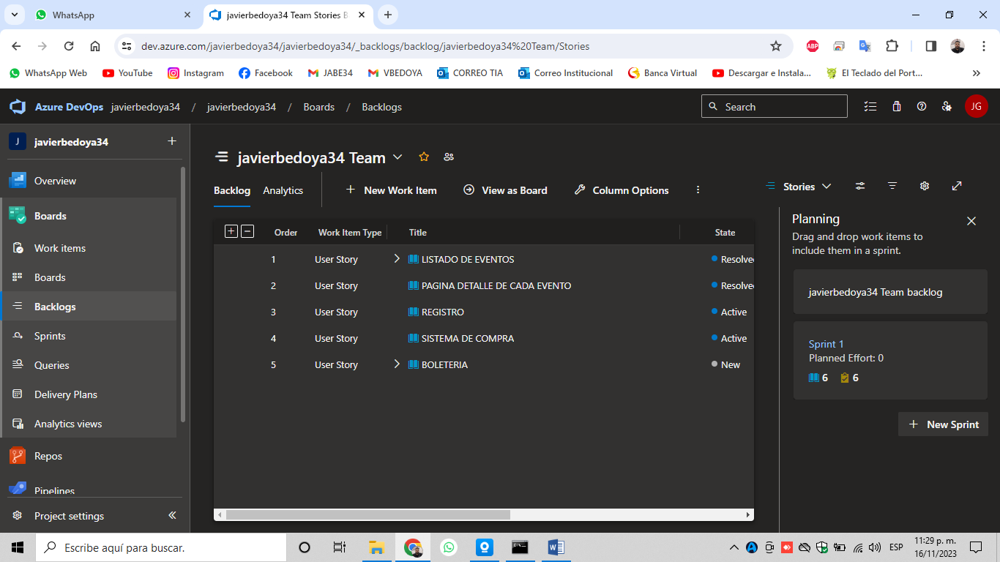 WhatsApp
javierbedoya34 Team Stories B
dev.azure.com/javierbedoya34/javierbedoya34/_backlogs/backlog/javierbedoya34%20Team/Stories
ABP
WhatsApp Web
YouTube
Instagram
Facebook
JABE34
VBEDOYA
CORREO TIA
Correo Institucional
Banca Virtual
Descargar e Instala...
El Teclado del Port...
Azure DevOps javierbedoya34 / javierbedoya34 / Boards / Backlogs
Search
JG
J javierbedoya34
Overview
Boards
Work items
Boards
Backlogs
Sprints
Queries
Delivery Plans
Analytics views
Repos
Pipelines
Project settings
javierbedoya34 Team
Backlog Analytics
New Work Item
View as Board
Column Options
Stories
Order Work Item Type Title State
1 User Story LISTADO DE EVENTOS Resolved
2 User Story PAGINA DETALLE DE CADA EVENTO Resolved
3 User Story REGISTRO Active
4 User Story SISTEMA DE COMPRA Active
5 User Story BOLETERIA New
Planning
Drag and drop work items to
include them in a sprint.
javierbedoya34 Team backlog
Sprint 1
Planned Effort: 0
6 6
New Sprint
Escribe aquí para buscar.
ESP
11:29 p. m.
16/11/2023